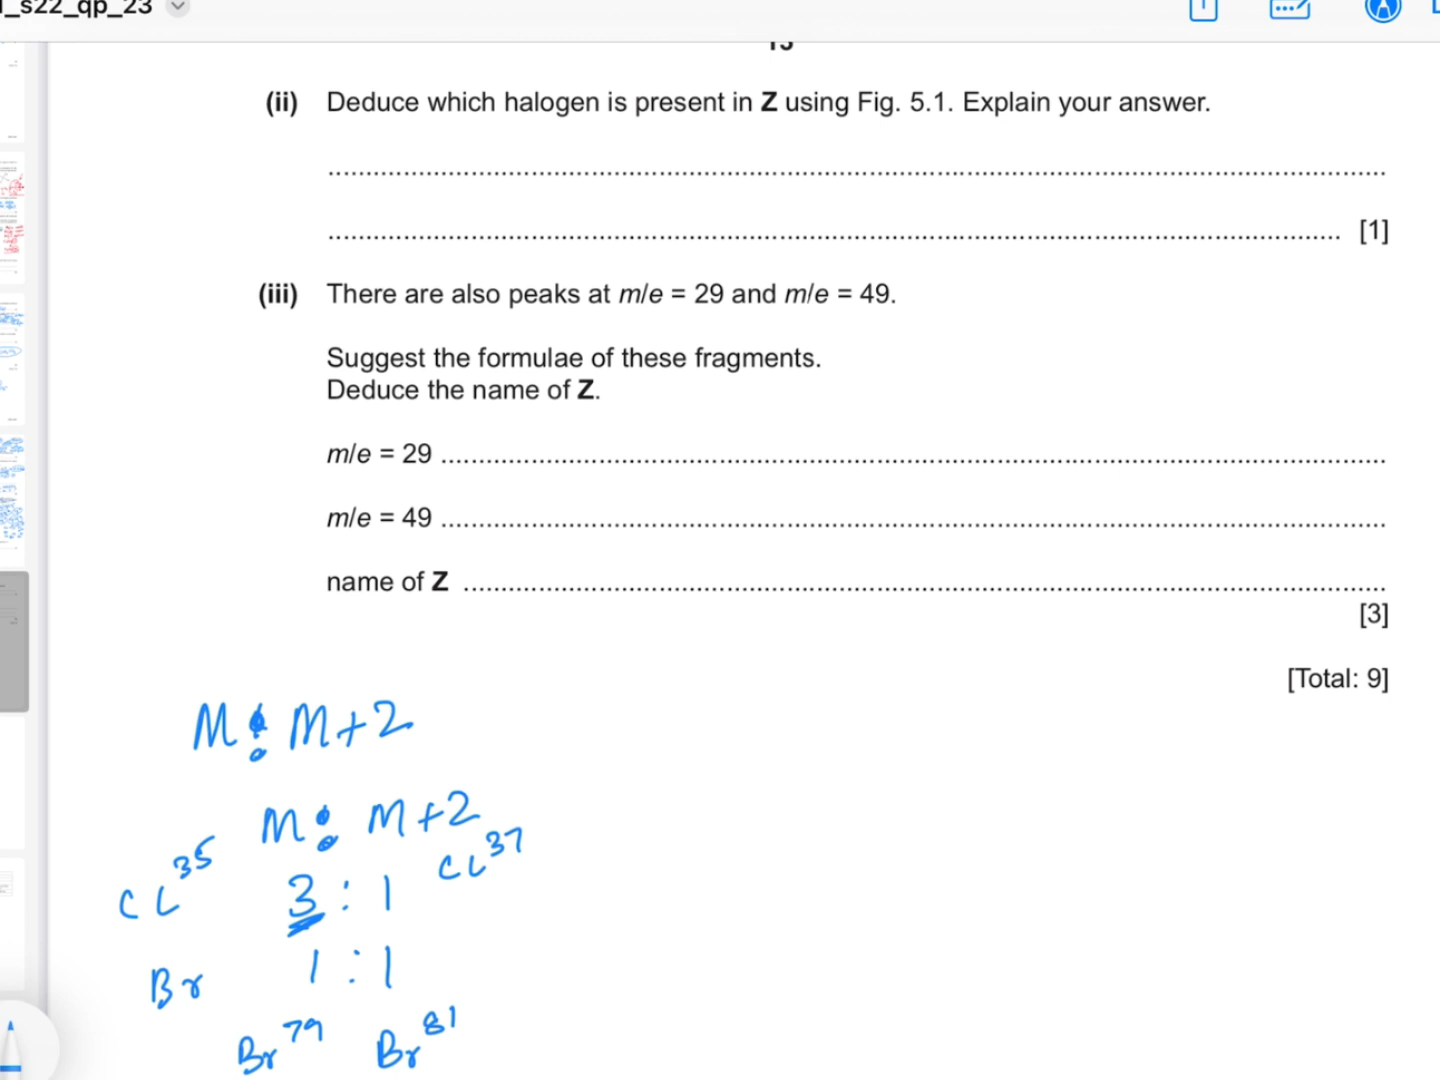 _s22_qp_23
(ii) Deduce which halogen is present in Z using Fig. 5.1. Explain your answer.
[1]
(iii) There are also peaks at m/e = 29 and m/e = 49.
Suggest the formulae of these fragments.
Deduce the name of Z.
m/e = 29
m/e = 49
name of Z
[3]
[Total: 9]
M : M+2
M : M+2
CL³⁵ 3 : 1 CL³⁷
Br 1 : 1
Br⁷⁹ Br⁸¹